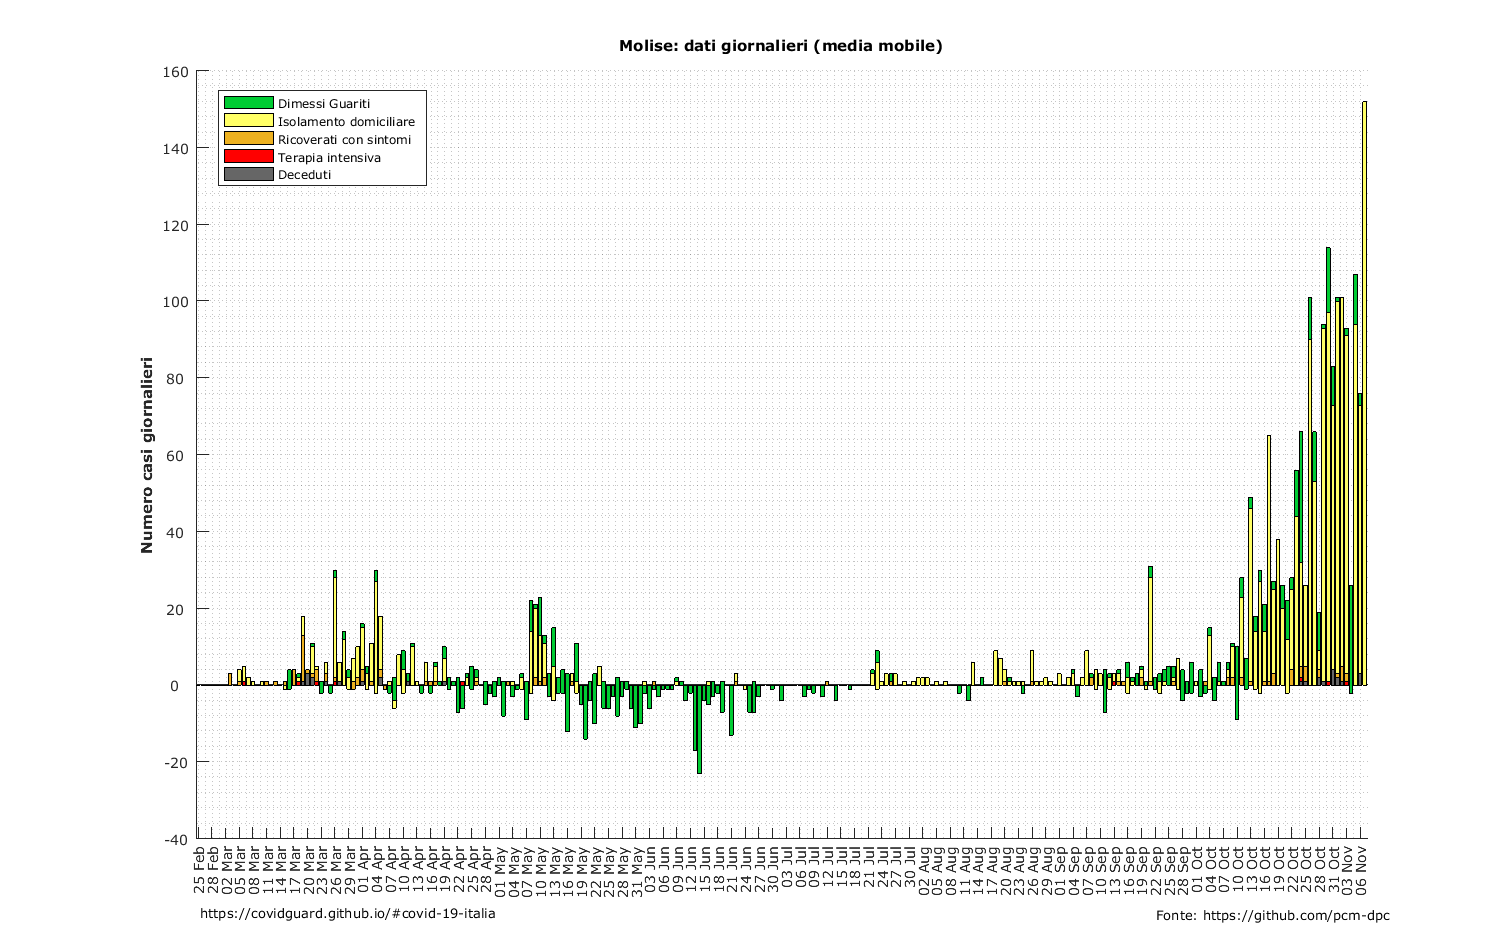 Molise: dati giornalieri (media mobile)
160
140
120
100
80
60
40
20
0
-20
-40
Numero casi giornalieri
Dimessi Guariti
Isolamento domiciliare
Ricoverati con sintomi
Terapia intensiva
Deceduti
25 Feb
28 Feb
02 Mar
05 Mar
08 Mar
11 Mar
14 Mar
17 Mar
20 Mar
23 Mar
26 Mar
29 Mar
01 Apr
04 Apr
07 Apr
10 Apr
13 Apr
16 Apr
19 Apr
22 Apr
25 Apr
28 Apr
01 May
04 May
07 May
10 May
13 May
16 May
19 May
22 May
25 May
28 May
31 May
03 Jun
06 Jun
09 Jun
12 Jun
15 Jun
18 Jun
21 Jun
24 Jun
27 Jun
30 Jun
03 Jul
06 Jul
09 Jul
12 Jul
15 Jul
18 Jul
21 Jul
24 Jul
27 Jul
30 Jul
02 Aug
05 Aug
08 Aug
11 Aug
14 Aug
17 Aug
20 Aug
23 Aug
26 Aug
29 Aug
01 Sep
04 Sep
07 Sep
10 Sep
13 Sep
16 Sep
19 Sep
22 Sep
25 Sep
28 Sep
01 Oct
04 Oct
07 Oct
10 Oct
13 Oct
16 Oct
19 Oct
22 Oct
25 Oct
28 Oct
31 Oct
03 Nov
06 Nov
https://covidguard.github.io/#covid-19-italia
Fonte: https://github.com/pcm-dpc